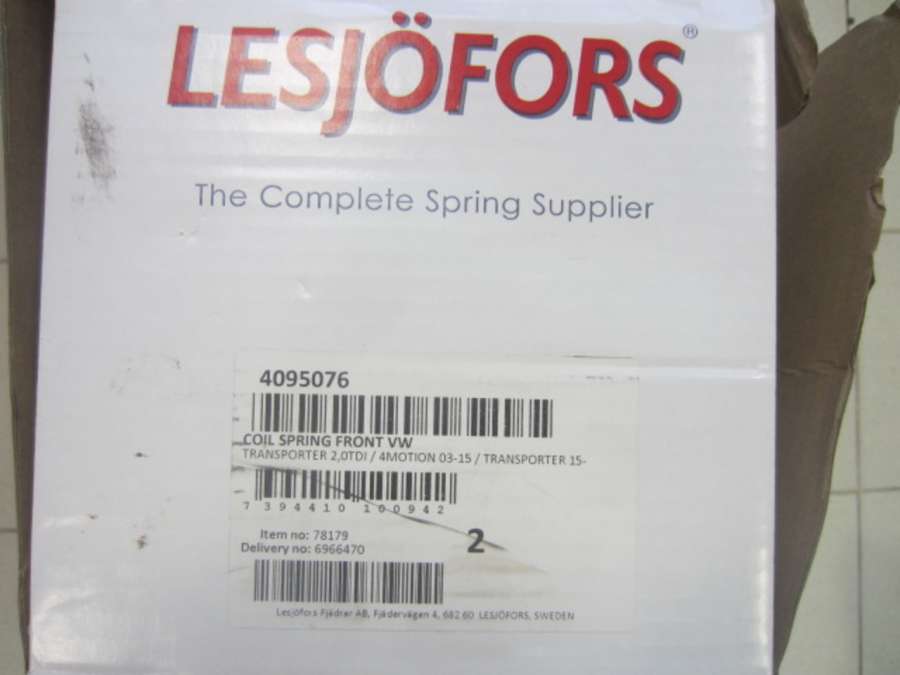 LESJÖFORS®
The Complete Spring Supplier
4095076
COIL SPRING FRONT VW
TRANSPORTER 2,0TDI / 4MOTION 03-15 / TRANSPORTER 15-
7 394410 100942
Item no: 78179
2
Delivery no: 6966470
Lesjöfors Fjädrar AB, Fjädervägen 4, 682 60 LESJÖFORS, SWEDEN